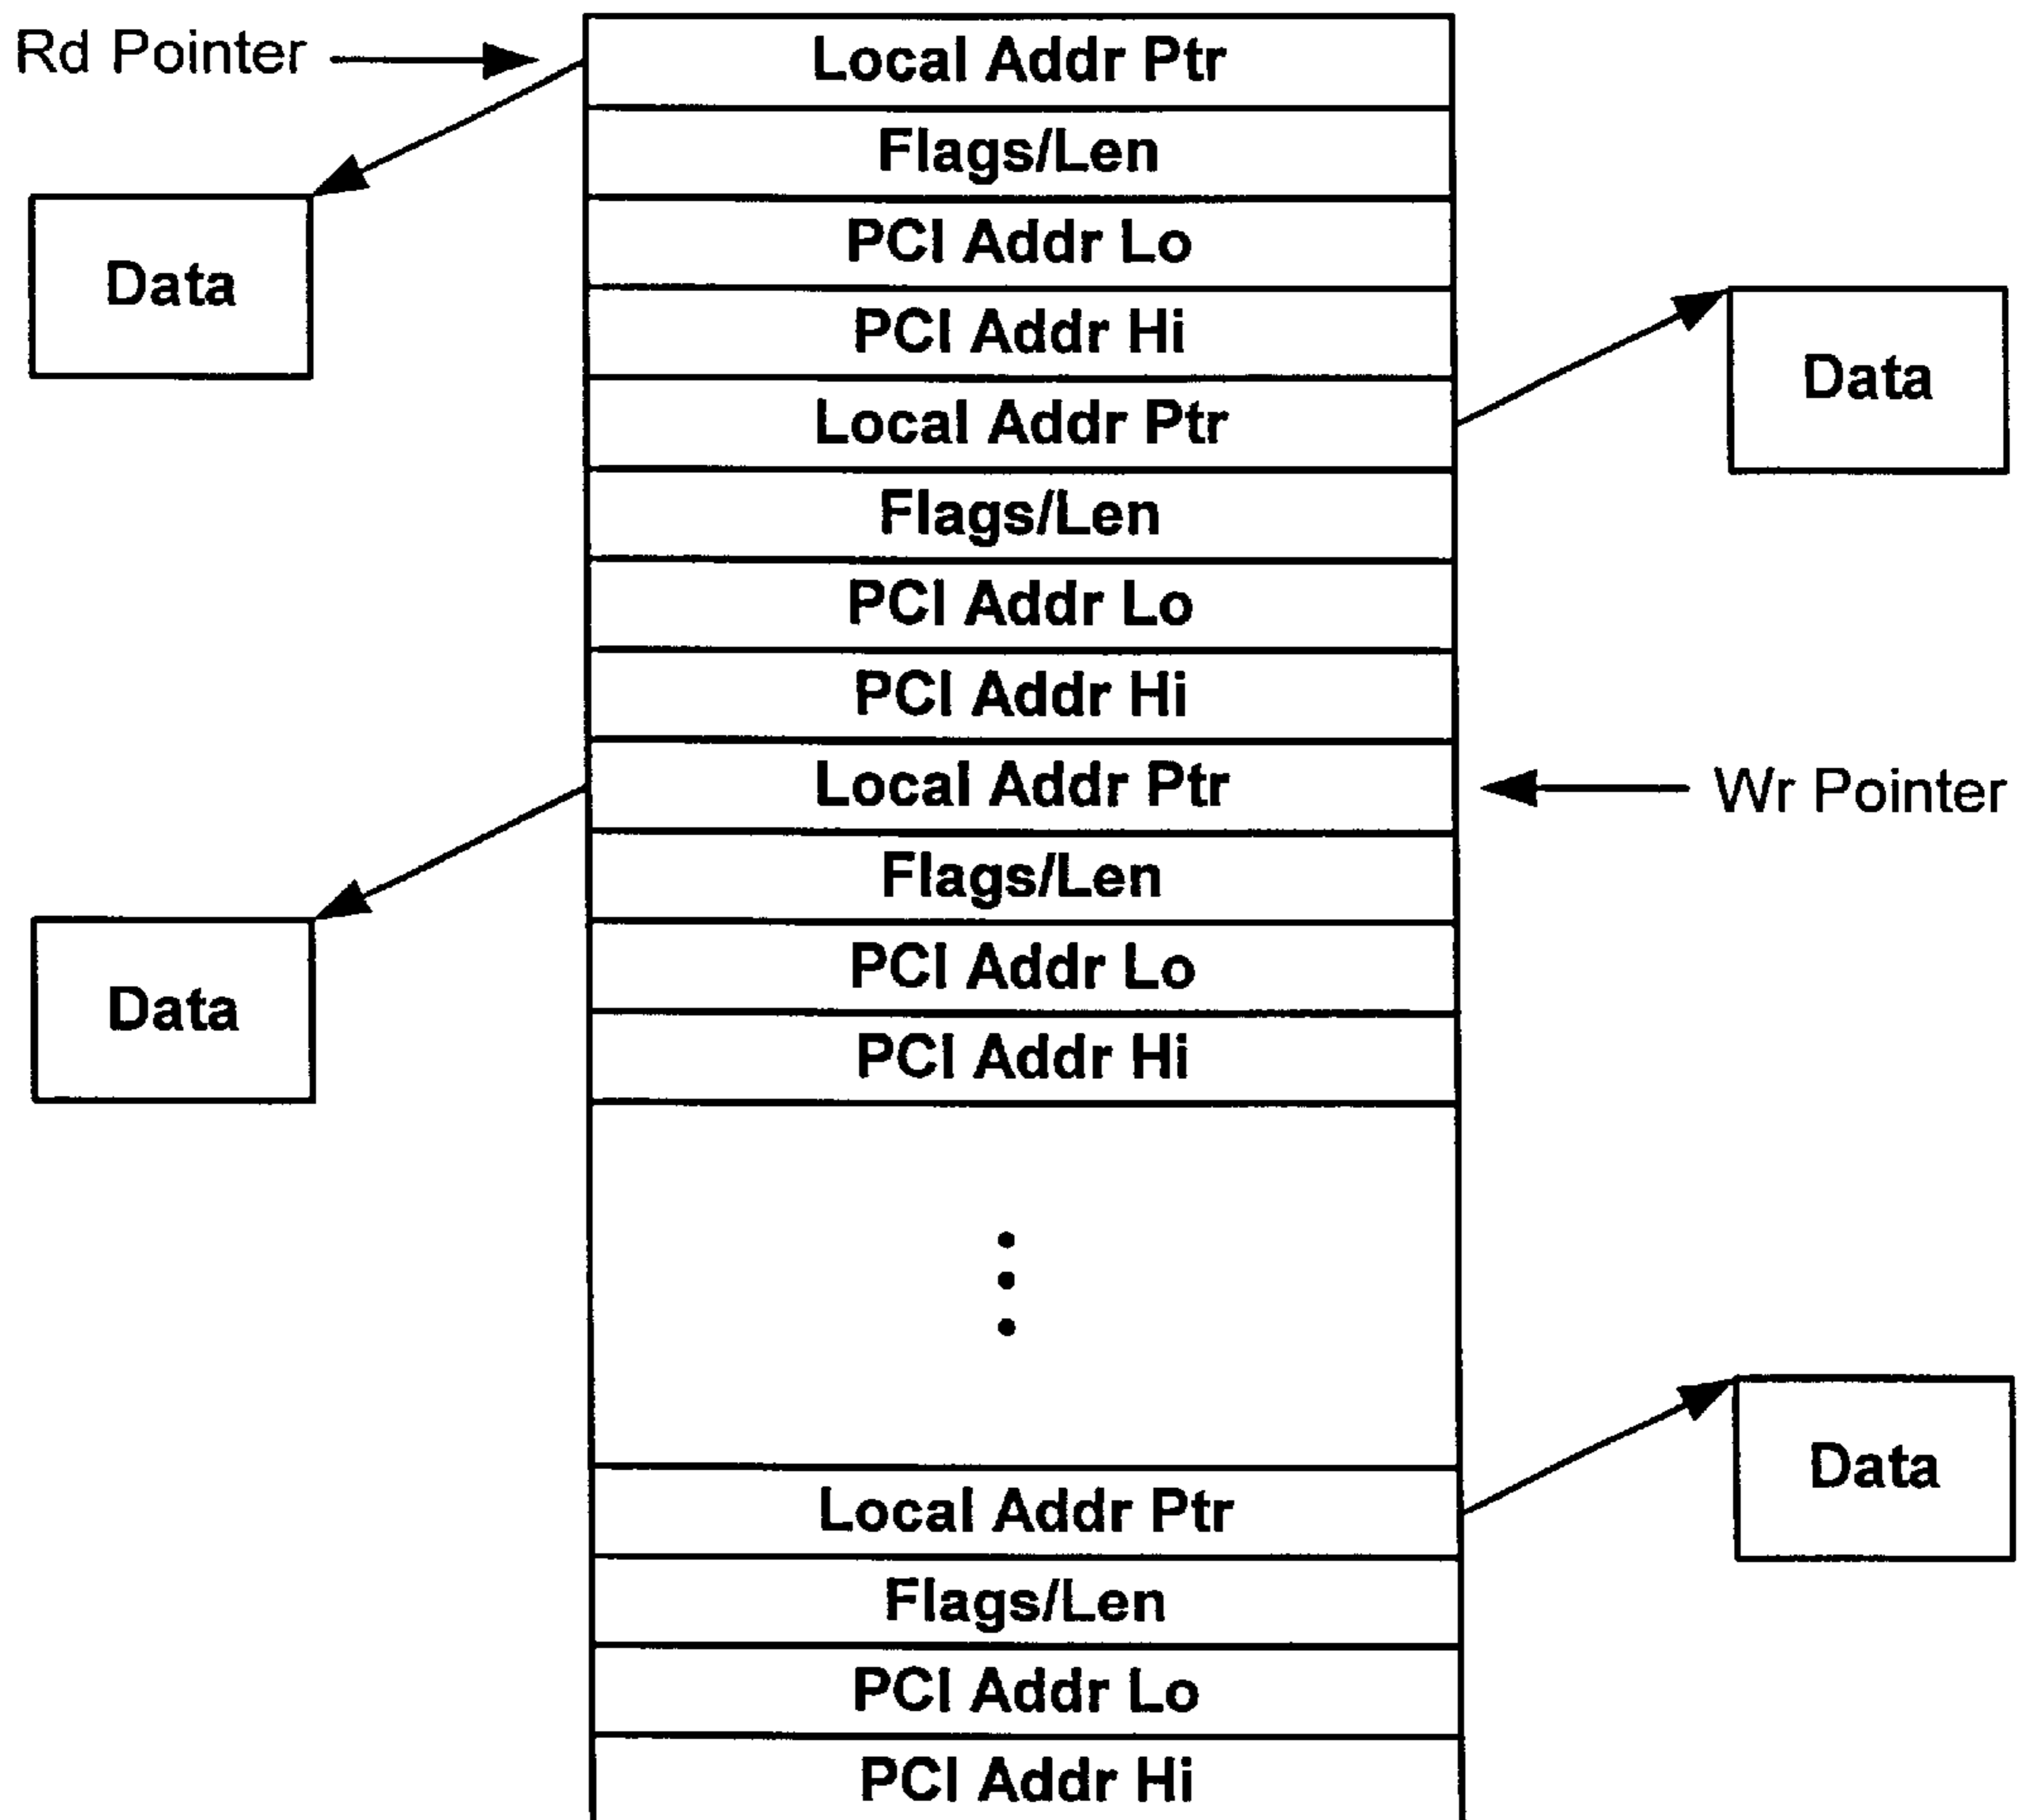 Rd Pointer
Local Addr Ptr
Flags/Len
PCI Addr Lo
Data
PCI Addr Hi
Data
Local Addr Ptr
Flags/Len
PCI Addr Lo
PCI Addr Hi
Local Addr Ptr
Wr Pointer
Flags/Len
PCI Addr Lo
Data
PCI Addr Hi
Data
Local Addr Ptr
Flags/Len
PCI Addr Lo
PCI Addr Hi